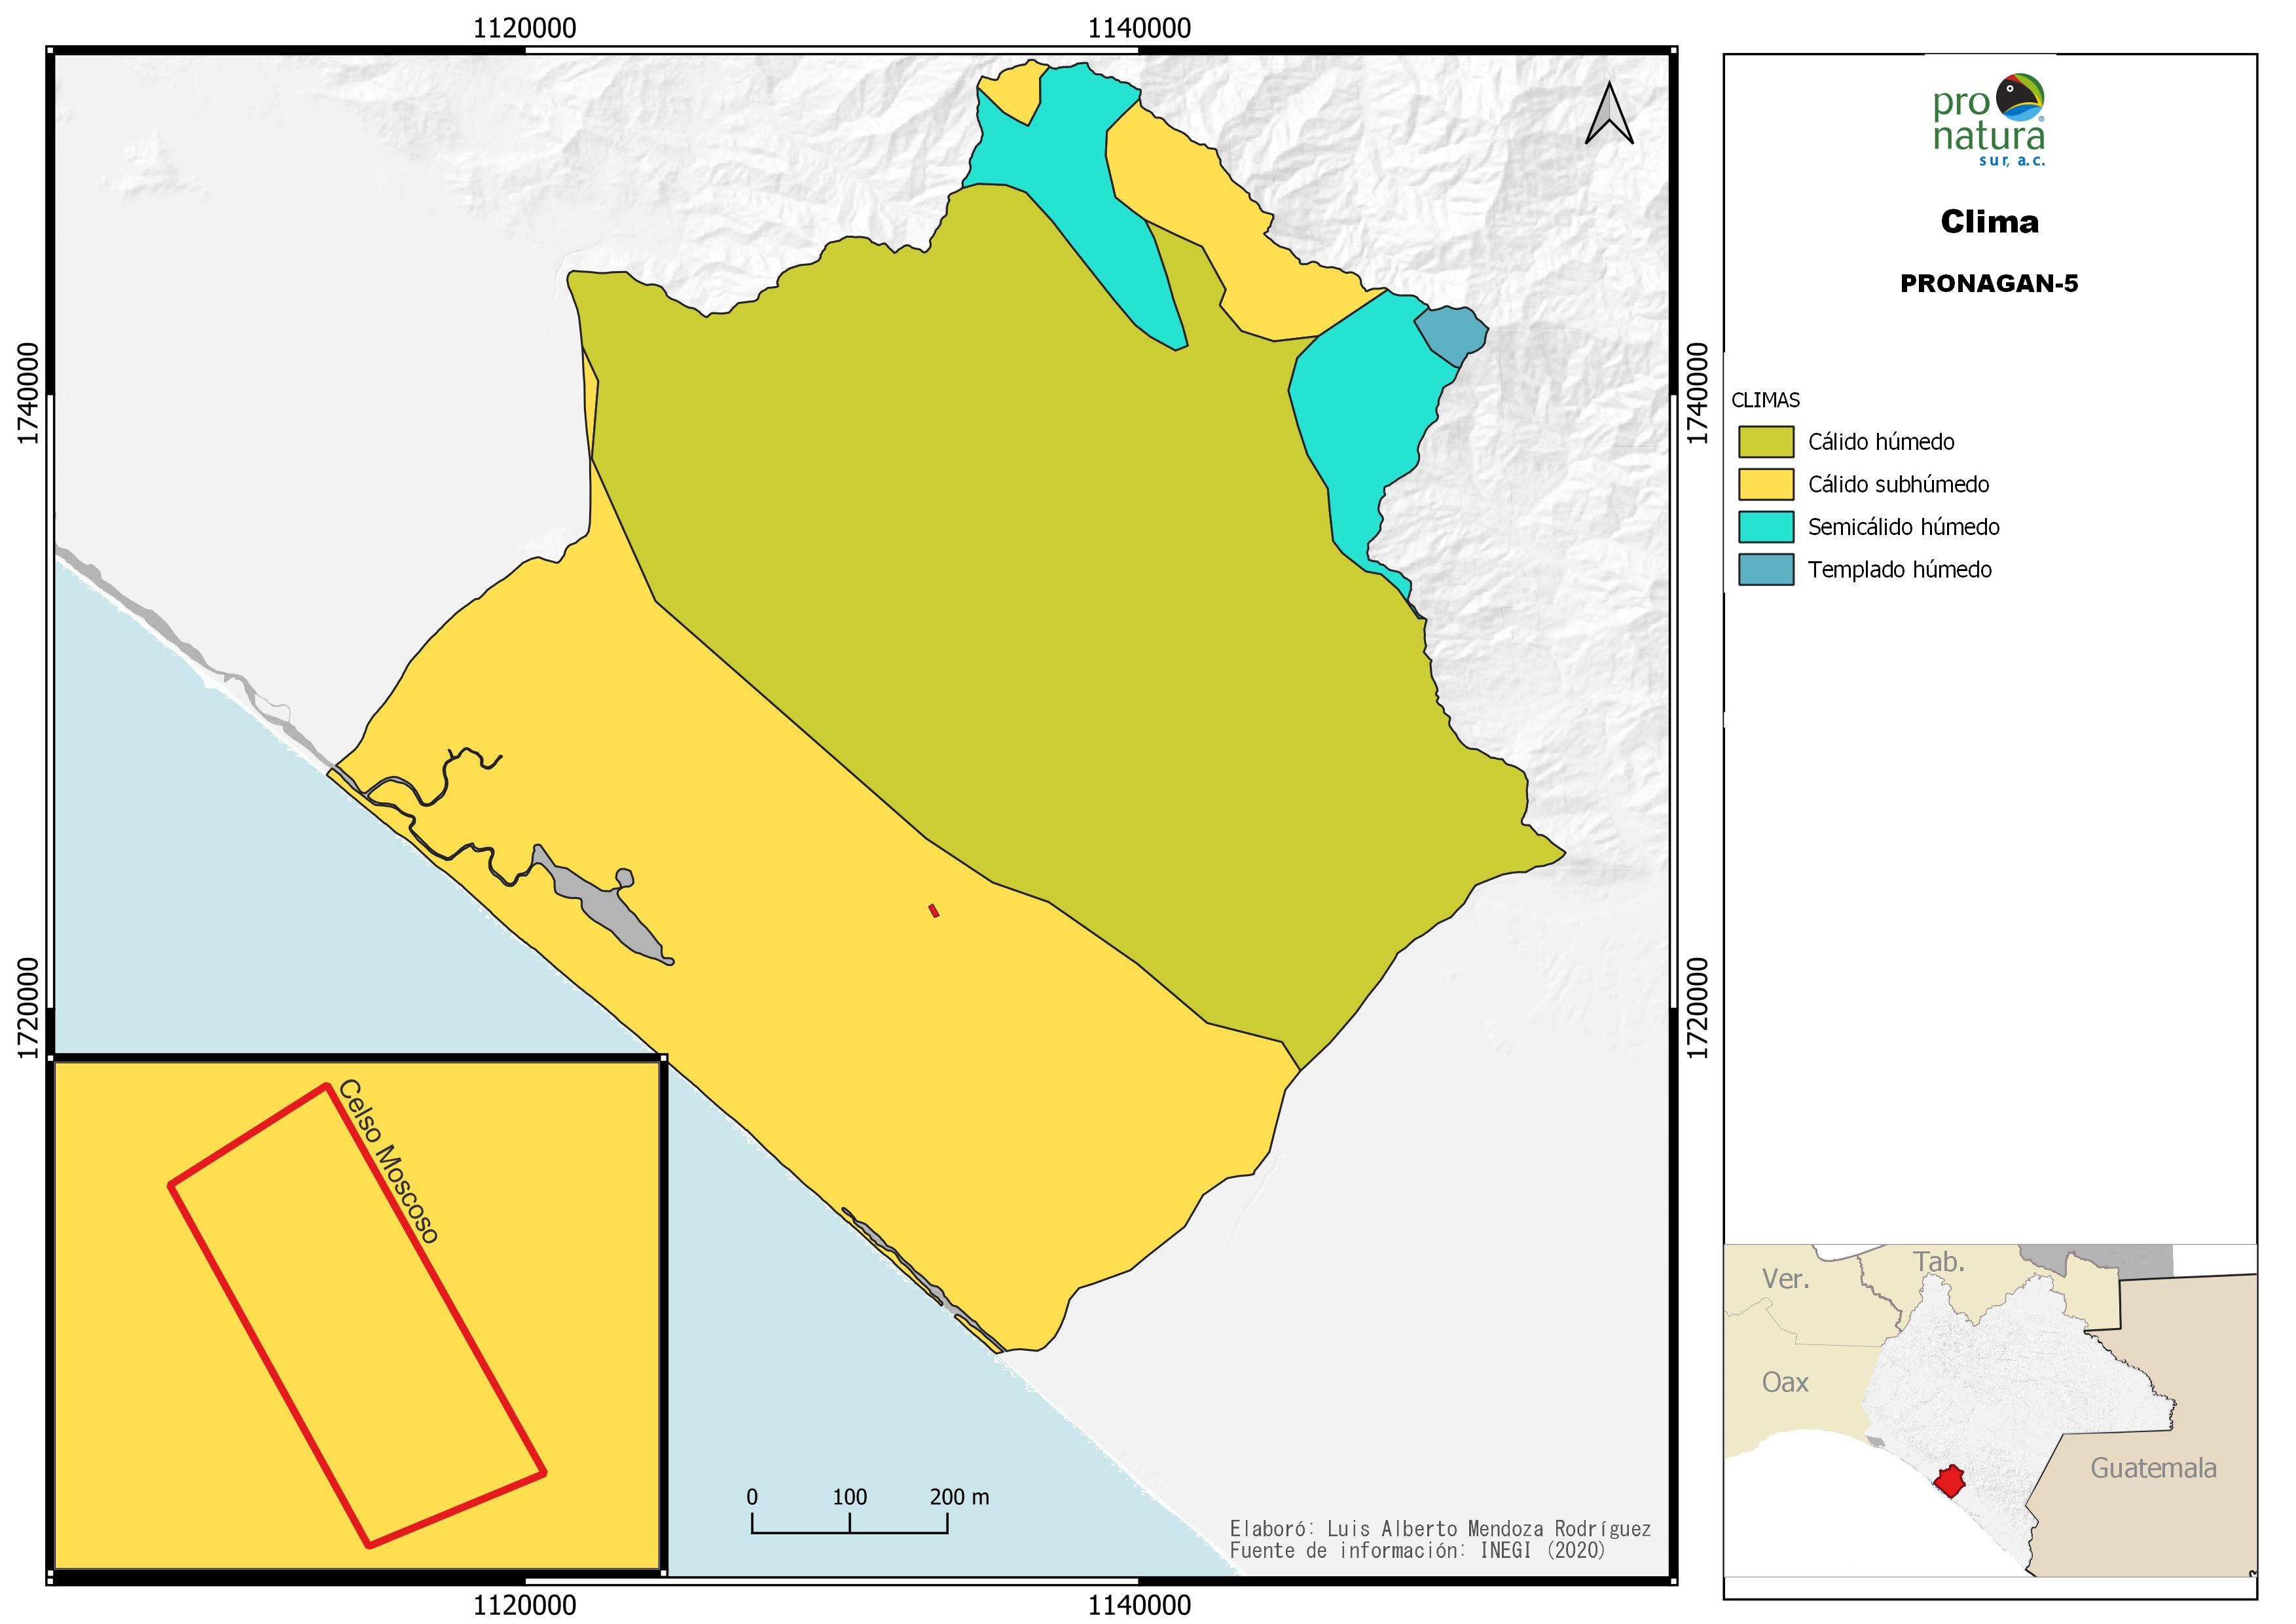 1120000
1140000
1740000
1740000
1720000
1720000
Celso Moscoso
0 100 200 m
Elaboró: Luis Alberto Mendoza Rodríguez
Fuente de información: INEGI (2020)
1120000
1140000
pro
natura
sur, a.c.
®
Clima
PRONAGAN-5
CLIMAS
Cálido húmedo
Cálido subhúmedo
Semicálido húmedo
Templado húmedo
Ver.
Tab.
Oax
Guatemala